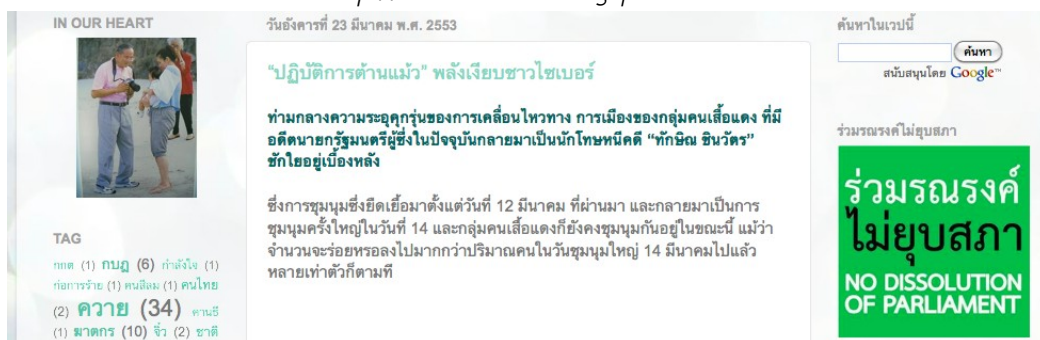 IN OUR HEART
TAG
กกต (1) กบฏ (6) กำลังใจ (1)
ก่อการร้าย (1) คนสีลม (1) คนไทย
(2) ควาย (34) คานธี
(1) ฆาตกร (10) จิ๋ว (2) ชาติ
วันอังคารที่ 23 มีนาคม พ.ศ. 2553
“ปฏิบัติการต้านแม้ว” พลังเงียบชาวไซเบอร์
ท่ามกลางความระอุคุกรุ่นของการเคลื่อนไหวทาง การเมืองของกลุ่มคนเสื้อแดง ที่มี
อดีตนายกรัฐมนตรีผู้ซึ่งในปัจจุบันกลายมาเป็นนักโทษหนีคดี “ทักษิณ ชินวัตร”
ชักใยอยู่เบื้องหลัง
ซึ่งการชุมนุมซึ่งยืดเยื้อมาตั้งแต่วันที่ 12 มีนาคม ที่ผ่านมา และกลายมาเป็นการ
ชุมนุมครั้งใหญ่ในวันที่ 14 และกลุ่มคนเสื้อแดงก็ยังคงชุมนุมกันอยู่ในขณะนี้ แม้ว่า
จำนวนจะร่อยหรอลงไปมากกว่าปริมาณคนในวันชุมนุมใหญ่ 14 มีนาคมไปแล้ว
หลายเท่าตัวก็ตามที
ค้นหาในเวปนี้
ค้นหา
สนับสนุนโดย Google™
ร่วมรณรงค์ไม่ยุบสภา
ร่วมรณรงค์
ไม่ยุบสภา
NO DISSOLUTION
OF PARLIAMENT